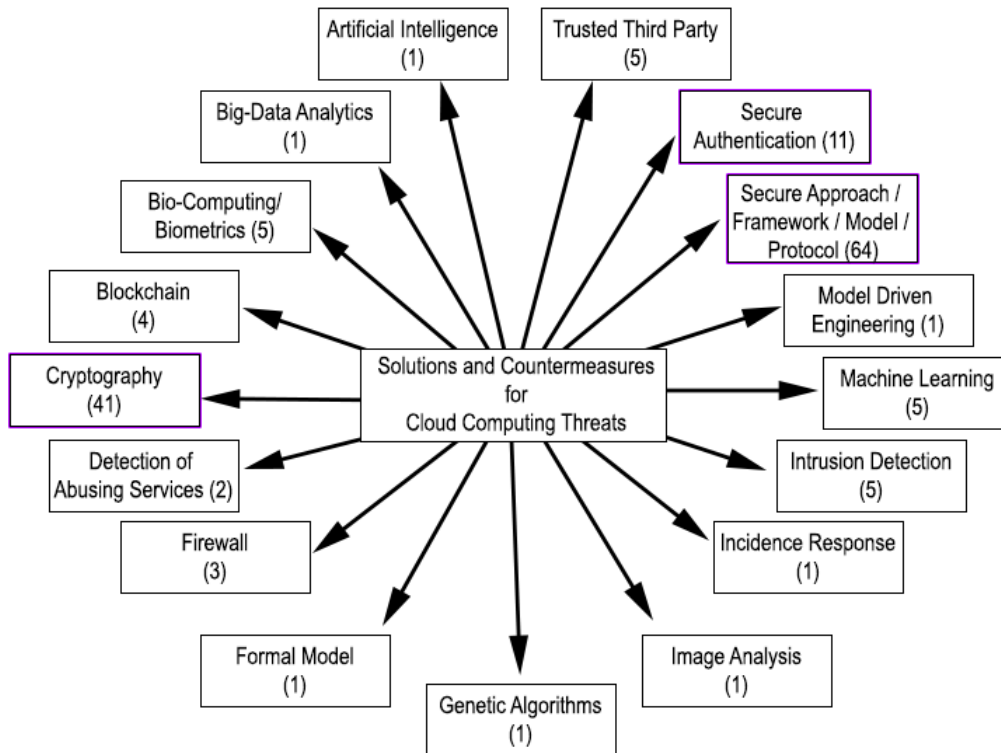 Artificial Intelligence
(1)
Trusted Third Party
(5)
Big-Data Analytics
(1)
Secure
Authentication (11)
Bio-Computing/
Biometrics (5)
Secure Approach /
Framework / Model /
Protocol (64)
Blockchain
(4)
Model Driven
Engineering (1)
Solutions and Countermeasures
for
Cloud Computing Threats
Cryptography
(41)
Machine Learning
(5)
Detection of
Abusing Services (2)
Intrusion Detection
(5)
Firewall
(3)
Incidence Response
(1)
Formal Model
(1)
Image Analysis
(1)
Genetic Algorithms
(1)